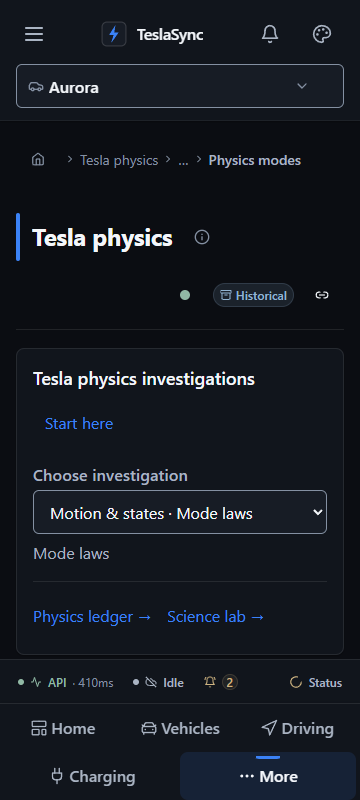 TeslaSync
Aurora
Tesla physics ... Physics modes
Tesla physics
Historical
Tesla physics investigations
Start here
Choose investigation
Motion & states · Mode laws
Mode laws
Physics ledger → Science lab →
API · 410ms Idle 2 Status
Home Vehicles Driving
Charging More